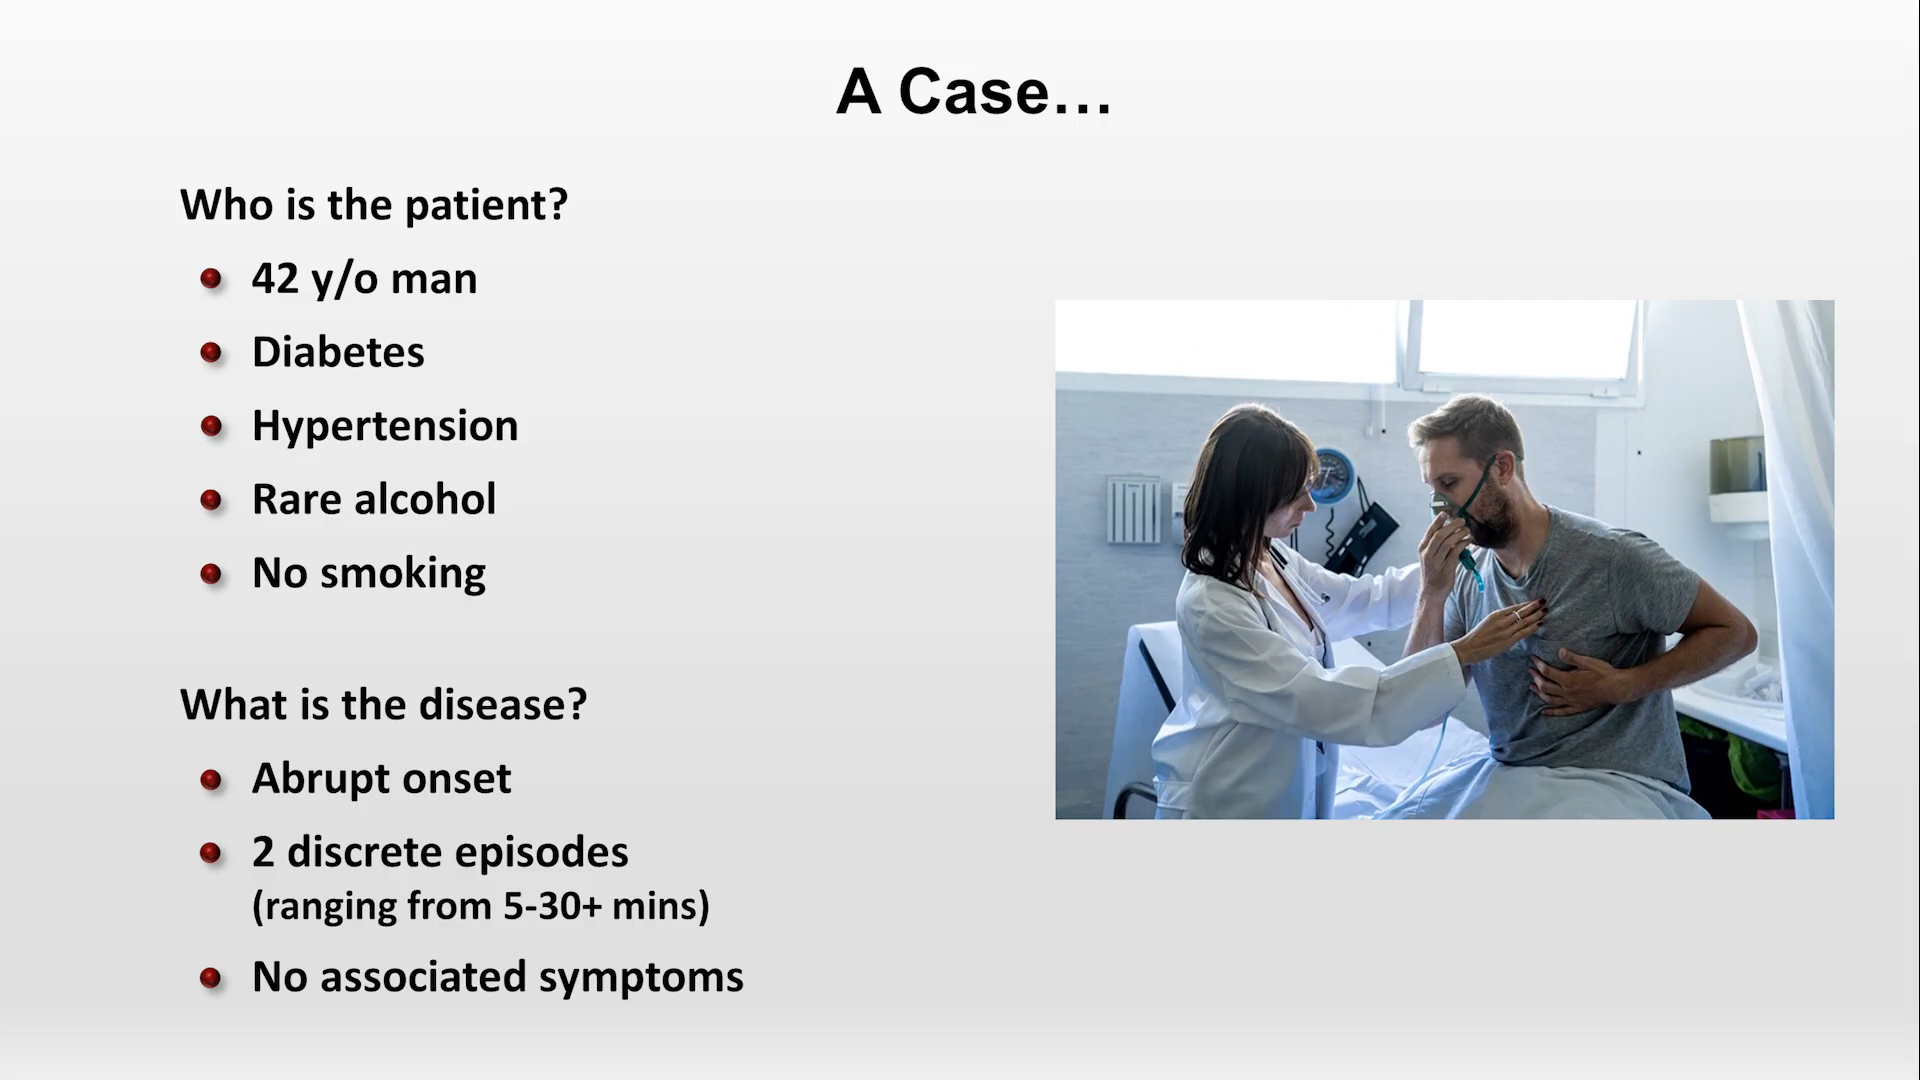 A Case…
Who is the patient?
42 y/o man
Diabetes
Hypertension
Rare alcohol
No smoking
What is the disease?
Abrupt onset
2 discrete episodes
(ranging from 5-30+ mins)
No associated symptoms